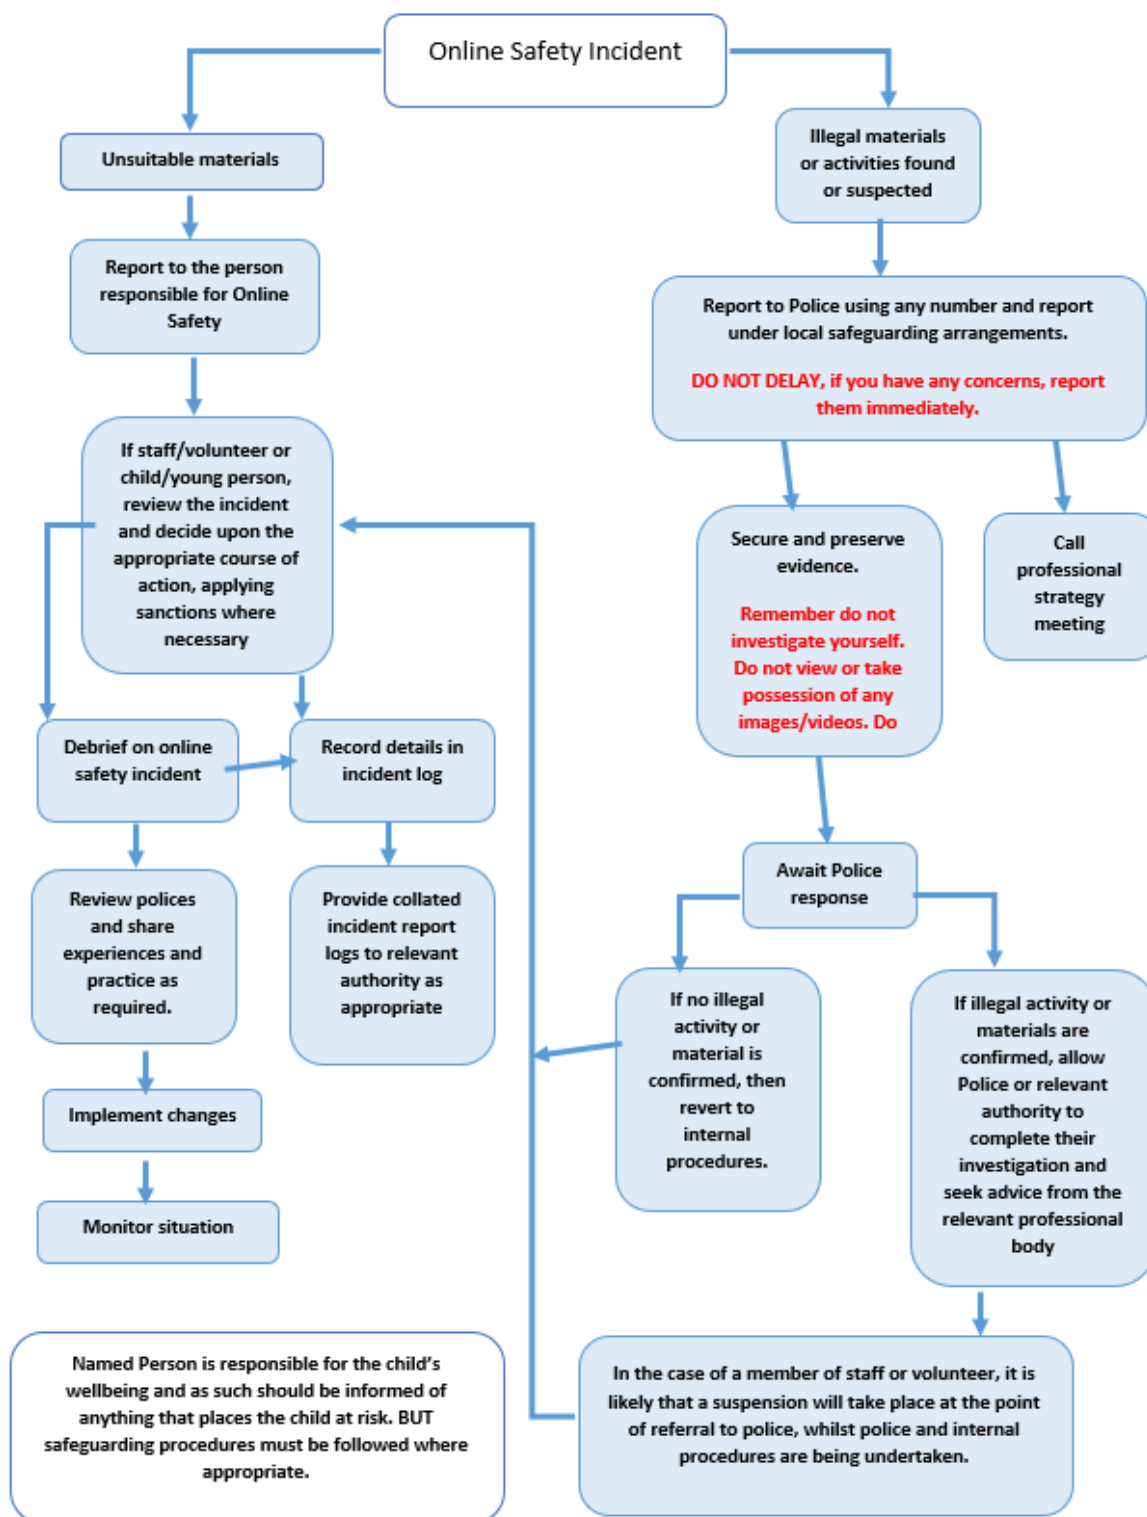 Online Safety Incident
Unsuitable materials
Report to the person
responsible for Online
Safety
If staff/volunteer or
child/young person,
review the incident
and decide upon the
appropriate course of
action, applying
sanctions where
necessary
Debrief on online
safety incident
Record details in
incident log
Review polices
and share
experiences and
practice as
required.
Provide collated
incident report
logs to relevant
authority as
appropriate
Implement changes
Monitor situation
Illegal materials
or activities found
or suspected
Report to Police using any number and report
under local safeguarding arrangements.
DO NOT DELAY, if you have any concerns, report
them immediately.
Secure and preserve
evidence.
Remember do not
investigate yourself.
Do not view or take
possession of any
images/videos. Do
Call
professional
strategy
meeting
Await Police
response
If no illegal
activity or
material is
confirmed, then
revert to
internal
procedures.
If illegal activity or
materials are
confirmed, allow
Police or relevant
authority to
complete their
investigation and
seek advice from the
relevant professional
body
In the case of a member of staff or volunteer, it is
likely that a suspension will take place at the point
of referral to police, whilst police and internal
procedures are being undertaken.
Named Person is responsible for the child's
wellbeing and as such should be informed of
anything that places the child at risk. BUT
safeguarding procedures must be followed where
appropriate.